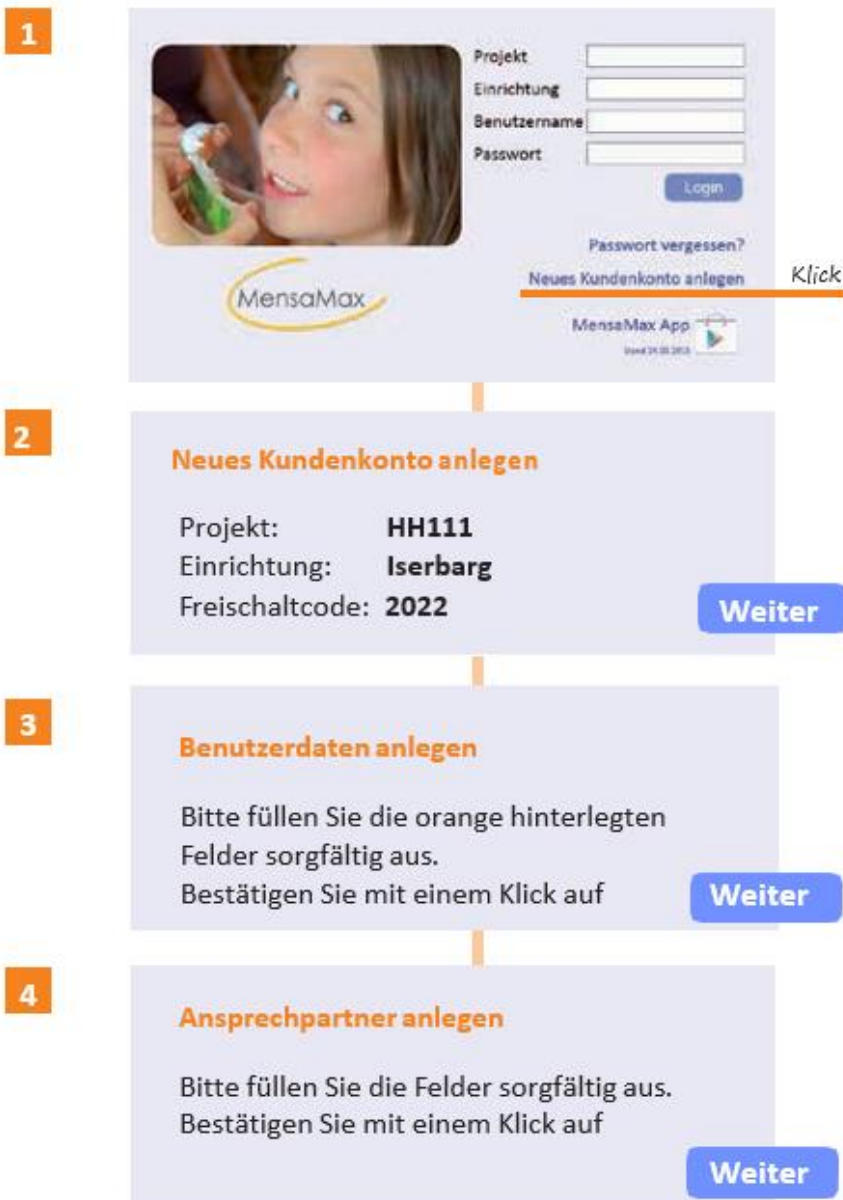 1
Projekt
Einrichtung
Benutzername
Passwort
Login
Passwort vergessen?
Neues Kundenkonto anlegen
Klick
MensaMax
MensaMax App
2
Neues Kundenkonto anlegen
Projekt: HH111
Einrichtung: Iserbarg
Freischaltcode: 2022
Weiter
3
Benutzerdaten anlegen
Bitte füllen Sie die orange hinterlegten
Felder sorgfältig aus.
Bestätigen Sie mit einem Klick auf
Weiter
4
Ansprechpartner anlegen
Bitte füllen Sie die Felder sorgfältig aus.
Bestätigen Sie mit einem Klick auf
Weiter